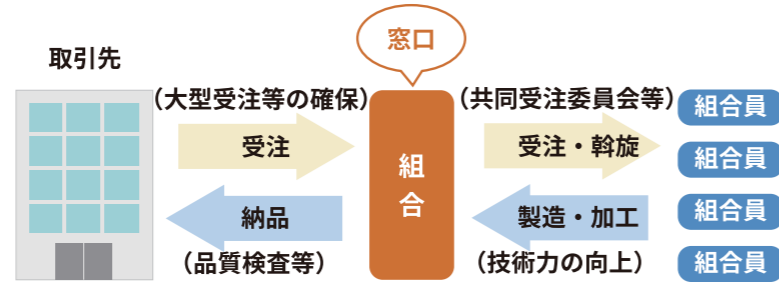 窓口
取引先
（大型受注等の確保）
（共同受注委員会等）
受注
受注・斡旋
組合
納品
製造・加工
（品質検査等）
（技術力の向上）
組合員
組合員
組合員
組合員